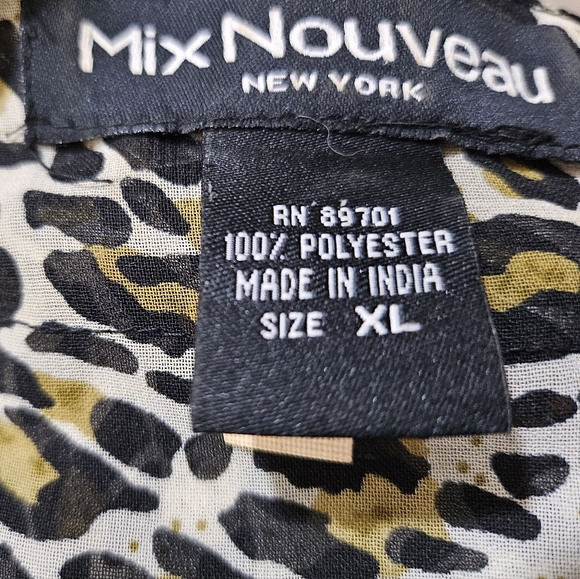 Mix Nouveau
NEW YORK
RN 89701
100% POLYESTER
MADE IN INDIA
SIZE XL